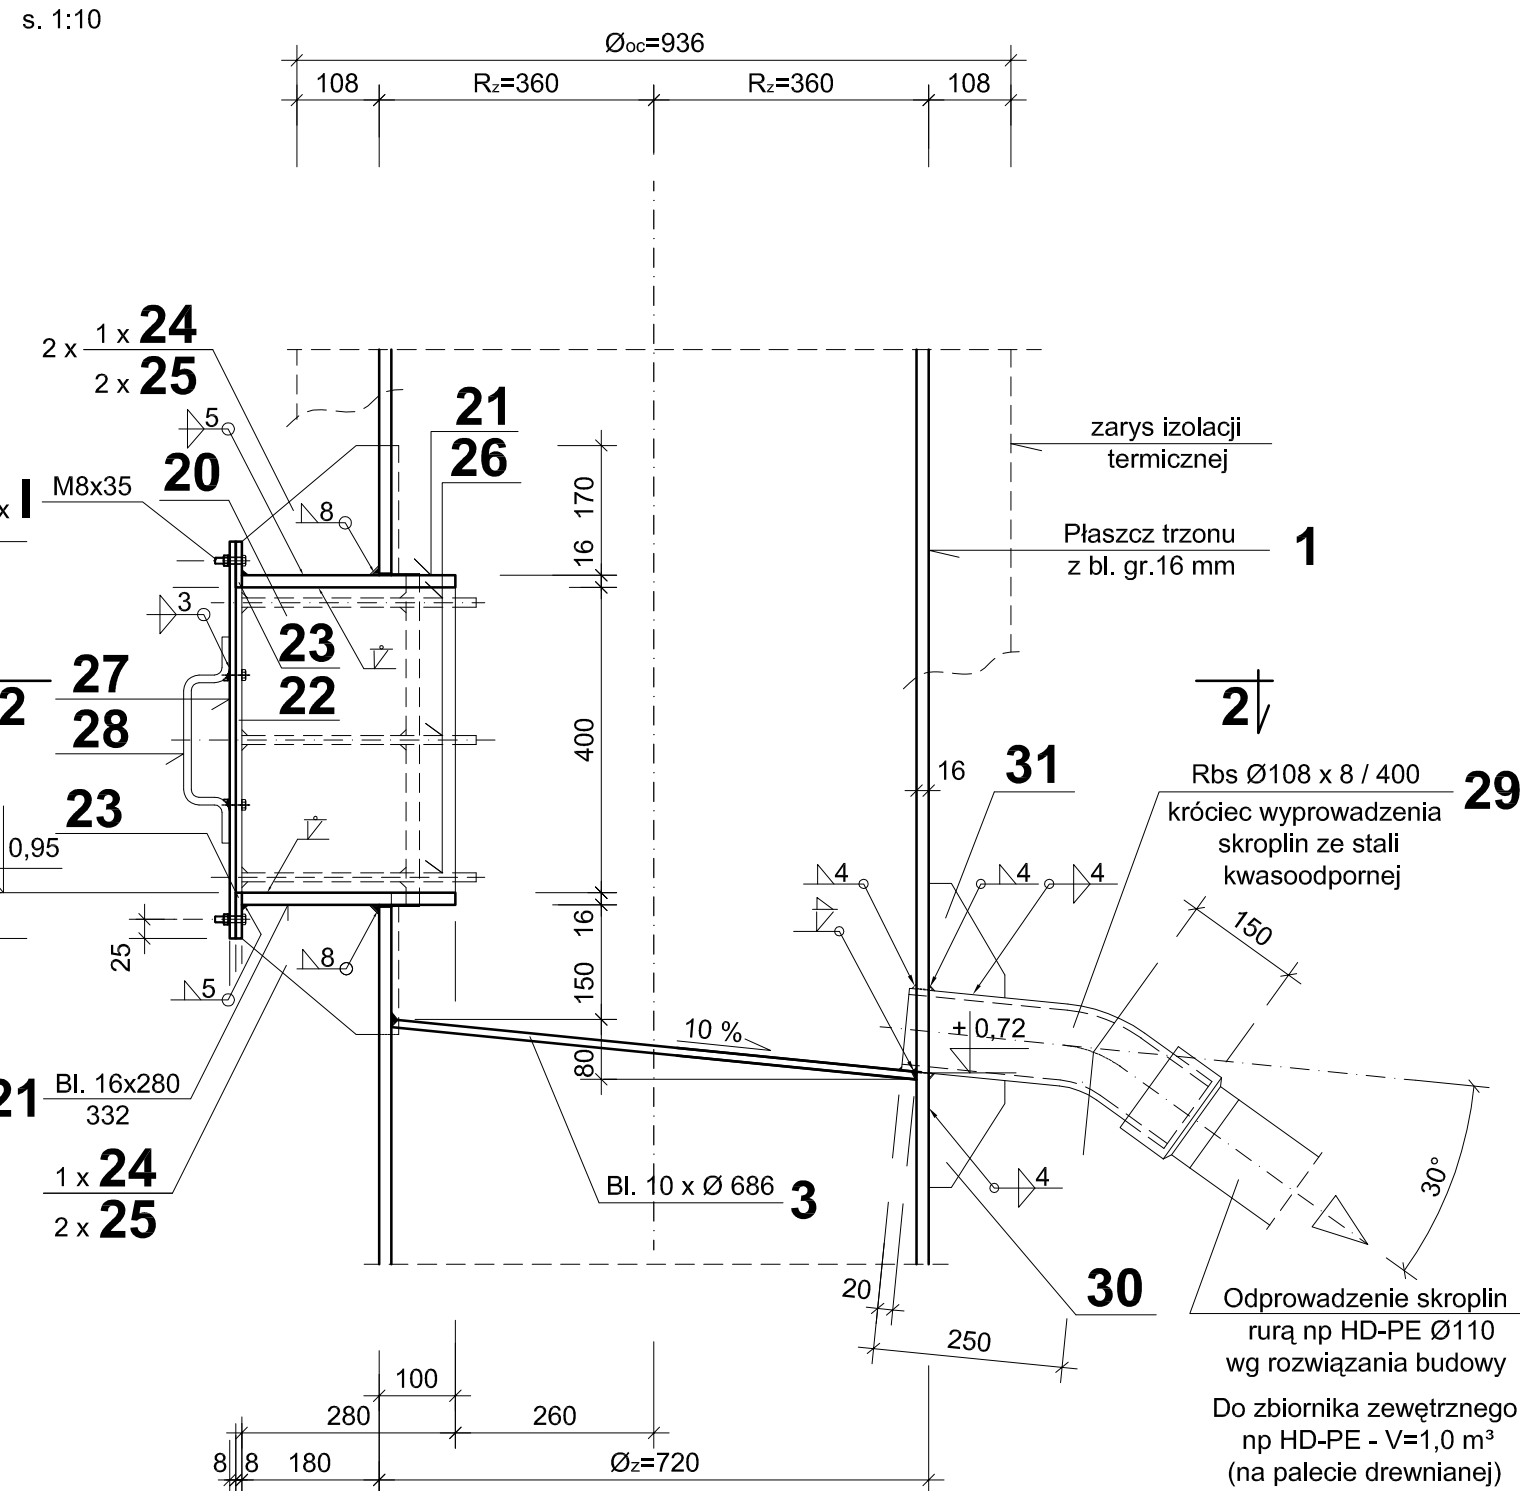 s. 1:10
Øoc=936
108
Rz=360
Rz=360
108
2 x
1 x 24
2 x 25
5
21
26
zarys izolacji
termicznej
20
M8x35
x I
8
170
16
Płaszcz trzonu
z bl. gr.16 mm
1
3
23
22
27
28
2
2
400
16
31
Rbs Ø108 x 8 / 400
29
króciec wyprowadzenia
skroplin ze stali
kwasoodpornej
23
0,95
4
4
4
16
150
150
25
8
5
10 %
+ 0,72
80
21
Bl. 16x280
332
1 x 24
2 x 25
Bl. 10 x Ø 686
3
4
30°
30
20
250
Odprowadzenie skroplin
rurą np HD-PE Ø110
wg rozwiązania budowy
Do zbiornika zewętrznego
np HD-PE - V=1,0 m³
(na palecie drewnianej)
100
280
260
8
8
180
Øz=720